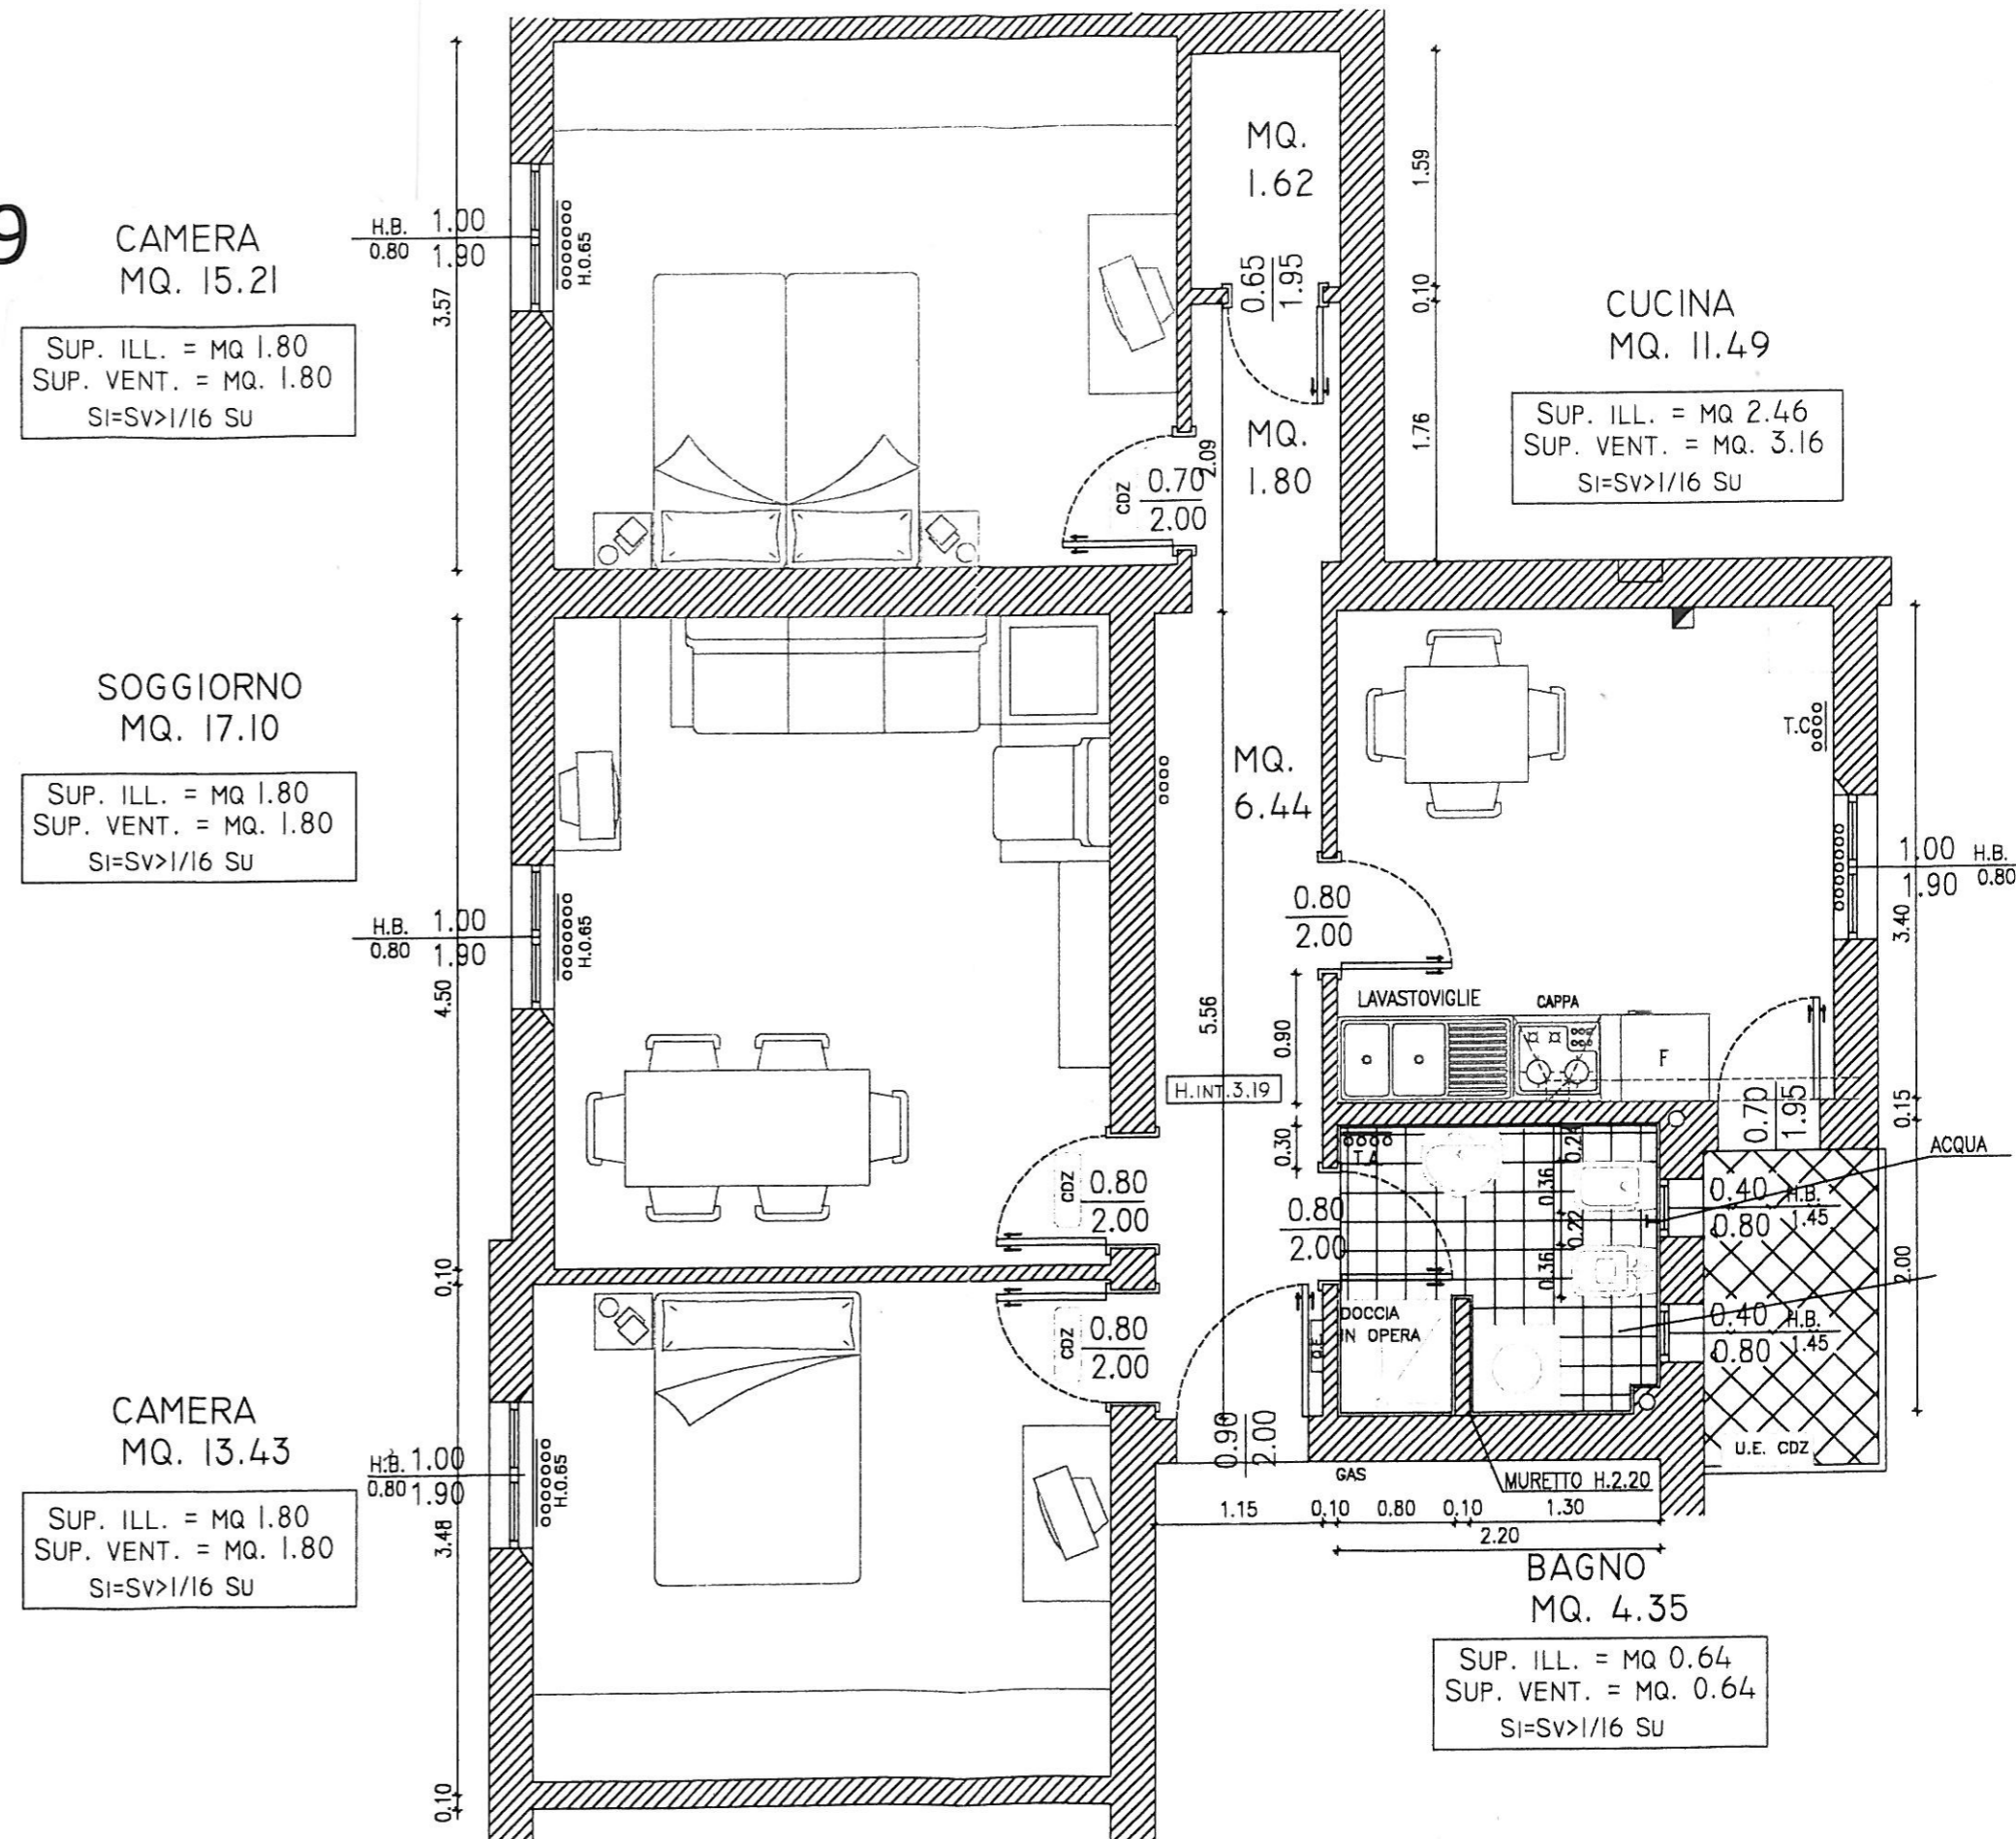 9
CAMERA
MQ. 15.21
SUP. ILL. = MQ 1.80
SUP. VENT. = MQ. 1.80
SI=SV>1/16 SU
H.B.
0.80
1.00
1.90
3.57
H.0.65
MQ.
1.62
0.65
1.95
1.59
0.10
1.76
CUCINA
MQ. 11.49
SUP. ILL. = MQ 2.46
SUP. VENT. = MQ. 3.16
SI=SV>1/16 SU
MQ.
1.80
2.09
CDZ
0.70
2.00
SOGGIORNO
MQ. 17.10
SUP. ILL. = MQ 1.80
SUP. VENT. = MQ. 1.80
SI=SV>1/16 SU
H.B.
0.80
1.00
1.90
4.50
H.0.65
MQ.
6.44
T.C
1.00
1.90
H.B.
0.80
3.40
0.80
2.00
LAVASTOVIGLIE
CAPPA
F
5.56
0.90
H.INT.3.19
0.30
0.70
1.95
0.15
ACQUA
T.A
0.36
0.22
0.36
CDZ
0.80
2.00
0.80
2.00
0.40
0.80
H.B.
1.45
2.00
0.10
CDZ
0.80
2.00
DOCCIA
IN OPERA
0.40
0.80
H.B.
1.45
0.90
2.00
U.E. CDZ
GAS
MURETTO H.2.20
1.15
0.10
0.80
0.10
1.30
2.20
CAMERA
MQ. 13.43
SUP. ILL. = MQ 1.80
SUP. VENT. = MQ. 1.80
SI=SV>1/16 SU
H.B.
0.80
1.00
1.90
3.48
H.0.65
0.10
BAGNO
MQ. 4.35
SUP. ILL. = MQ 0.64
SUP. VENT. = MQ. 0.64
SI=SV>1/16 SU